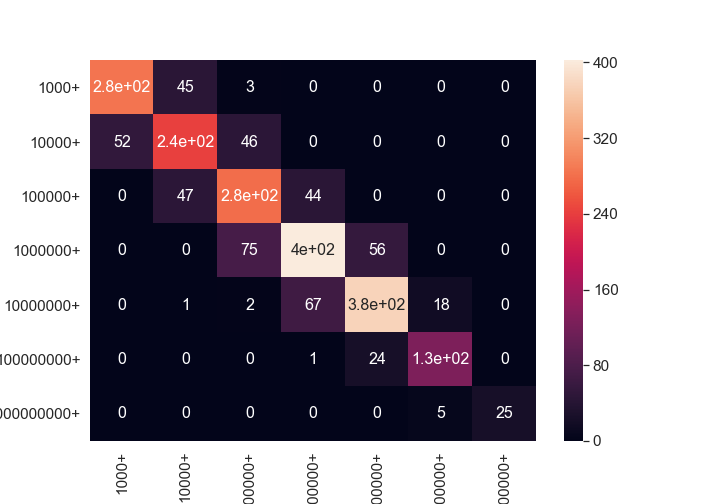 1000+ 2.8e+02 45 3 0 0 0 0
10000+ 52 2.4e+02 46 0 0 0 0
100000+ 0 47 2.8e+02 44 0 0 0
1000000+ 0 0 75 4e+02 56 0 0
10000000+ 0 1 2 67 3.8e+02 18 0
100000000+ 0 0 0 1 24 1.3e+02 0
000000000+ 0 0 0 0 0 5 25
1000+ 10000+ 00000+ 00000+ 00000+ 00000+ 00000+
400
320
240
160
80
0